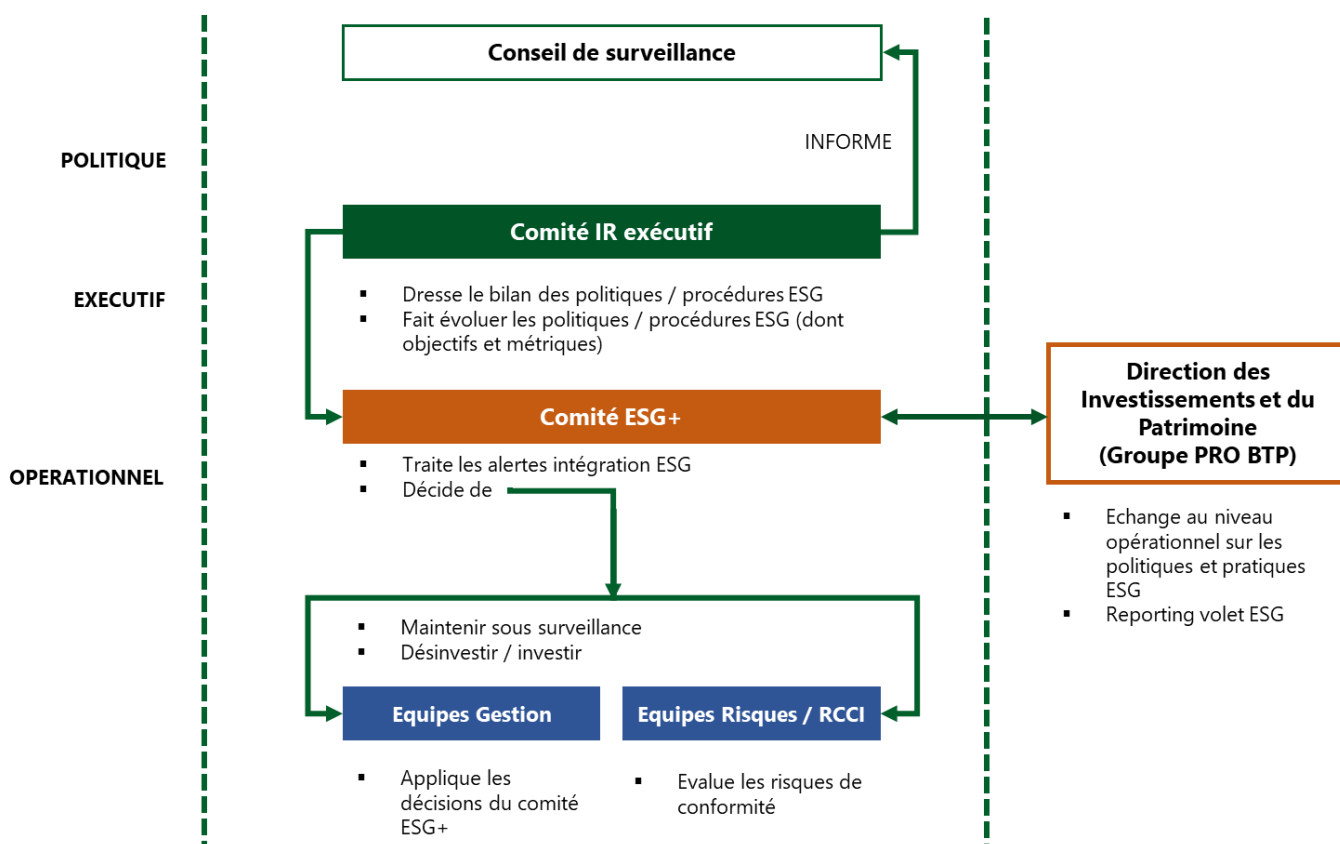 Conseil de surveillance
INFORME
POLITIQUE
Comité IR exécutif
EXECUTIF
▪ Dresse le bilan des politiques / procédures ESG
▪ Fait évoluer les politiques / procédures ESG (dont
objectifs et métriques)
Comité ESG+
Direction des
Investissements et du
Patrimoine
(Groupe PRO BTP)
OPERATIONNEL
▪ Traite les alertes intégration ESG
▪ Décide de
▪ Echange au niveau
opérationnel sur les
politiques et pratiques
ESG
▪ Reporting volet ESG
▪ Maintenir sous surveillance
▪ Désinvestir / investir
Equipes Gestion
Equipes Risques / RCCI
▪ Applique les
décisions du comité
ESG+
▪ Evalue les risques de
conformité